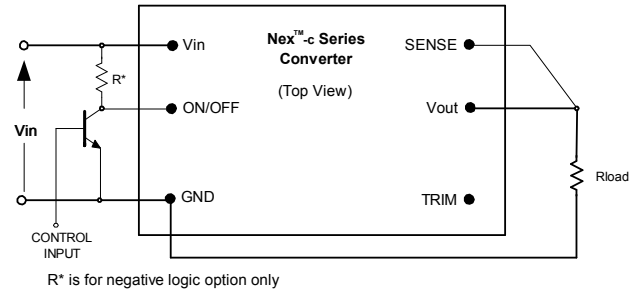 Nex™-c Series
Converter
(Top View)
Vin
SENSE
R*
ON/OFF
Vout
Vin
Rload
GND
TRIM
CONTROL
INPUT
R* is for negative logic option only